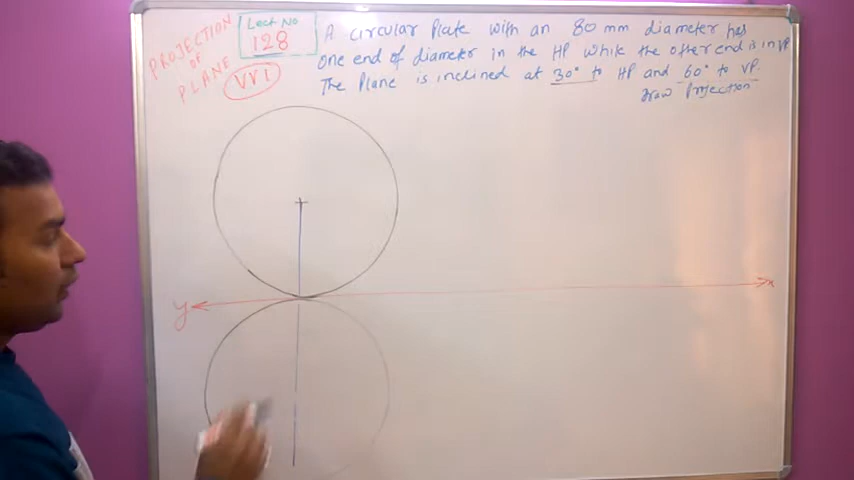 PROJECTION
OF
PLANE
Lect No
128
VVI
A circular Plate with an 80 mm diameter has
one end of diameter in the HP while the other end is in VP
The Plane is inclined at 30° to HP and 60° to VP.
Draw Projection
y
x